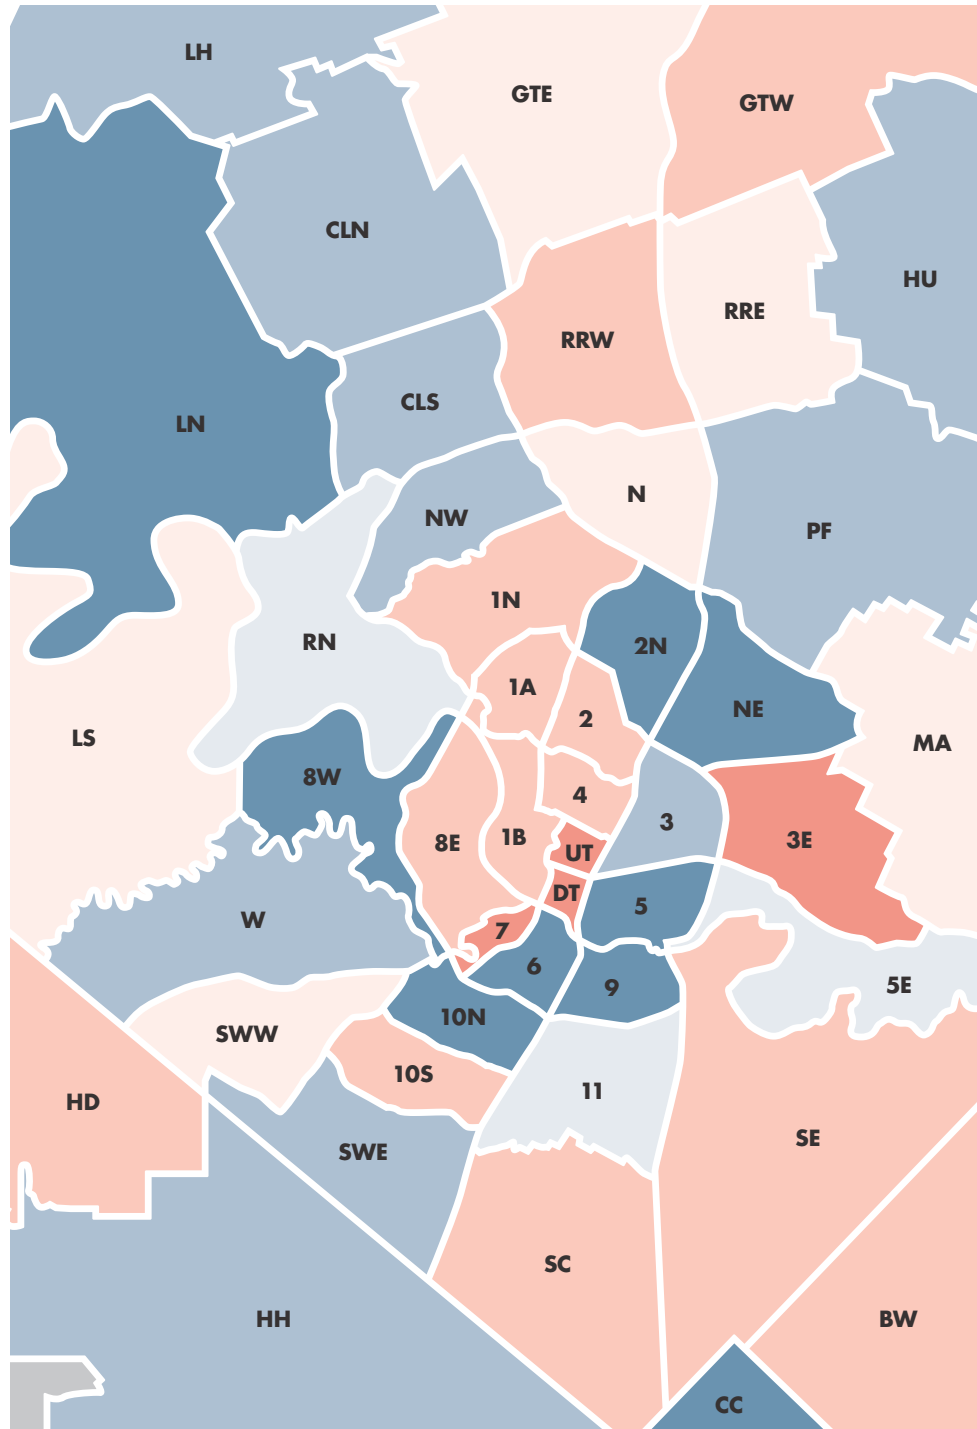 LH
GTE
GTW
CLN
HU
RRE
RRW
CLS
LN
N
NW
PF
1N
RN
2N
1A
NE
2
LS
MA
8W
4
3
1B
3E
8E
UT
DT
5
W
7
6
9
5E
10N
SWW
10S
11
HD
SE
SWE
SC
HH
BW
CC